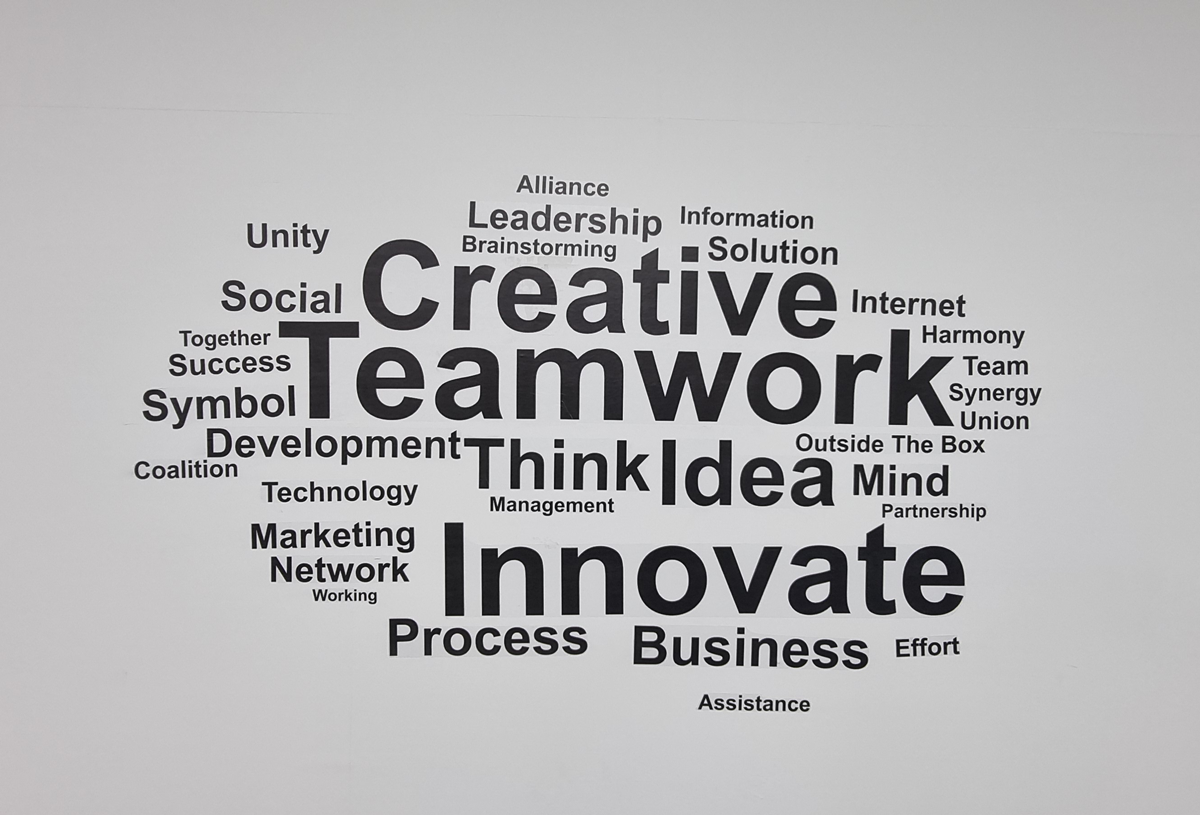 Alliance
Leadership
Information
Unity
Brainstorming
Solution
Creative
Social
Internet
Together
Harmony
Success
Teamwork
Team
Symbol
Synergy
Union
Development
Outside The Box
Coalition
Think
Idea
Mind
Technology
Management
Partnership
Marketing
Innovate
Network
Working
Process
Business
Effort
Assistance